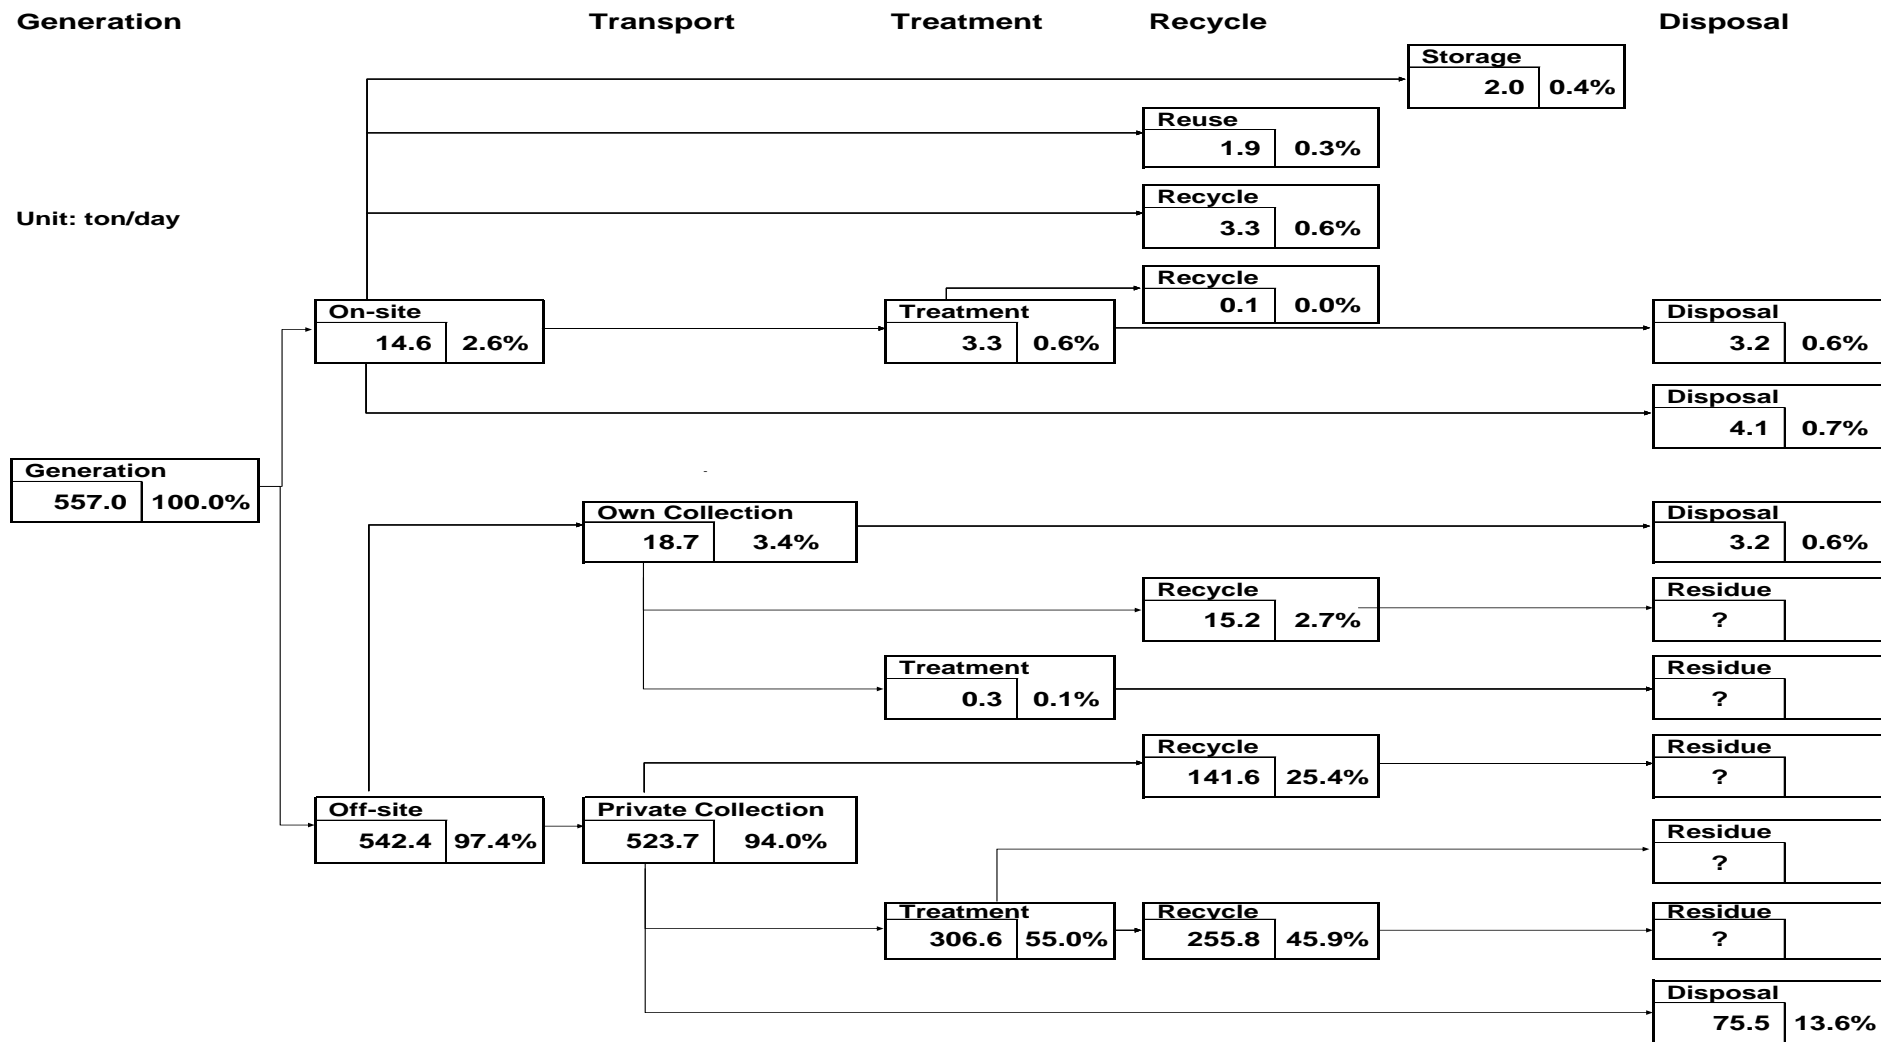 Generation Transport Treatment Recycle Disposal
Storage
2.0 0.4%
Reuse
1.9 0.3%
Recycle
3.3 0.6%
Unit: ton/day
Recycle
0.1 0.0%
On-site Treatment Disposal
14.6 2.6% 3.3 0.6% 3.2 0.6%
Disposal
4.1 0.7%
Generation
557.0 100.0%
Own Collection Disposal
18.7 3.4% 3.2 0.6%
Recycle Residue
15.2 2.7% ?
Treatment Residue
0.3 0.1% ?
Recycle Residue
141.6 25.4% ?
Off-site Private Collection
542.4 97.4% 523.7 94.0%
Residue
?
Treatment Recycle Residue
306.6 55.0% 255.8 45.9% ?
Disposal
75.5 13.6%